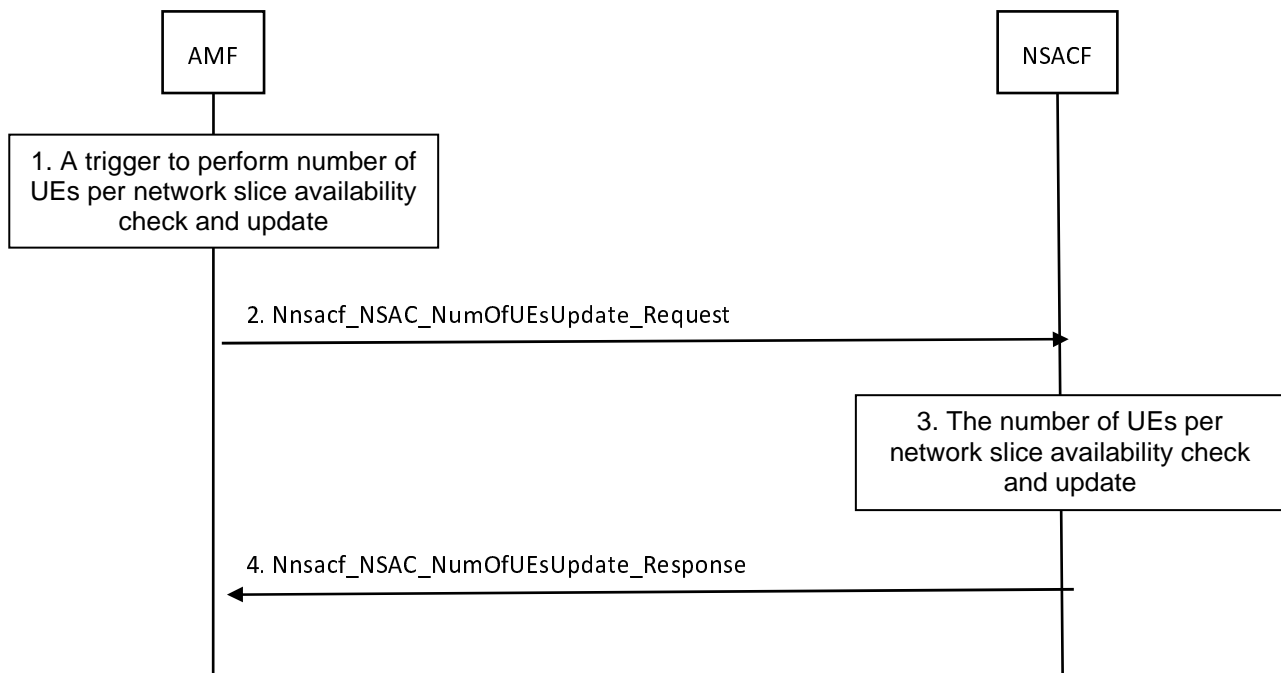 AMF
NSACF
1. A trigger to perform number of
UEs per network slice availability
check and update
2. Nnsacf_NSAC_NumOfUEsUpdate_Request
3. The number of UEs per
network slice availability check
and update
4. Nnsacf_NSAC_NumOfUEsUpdate_Response